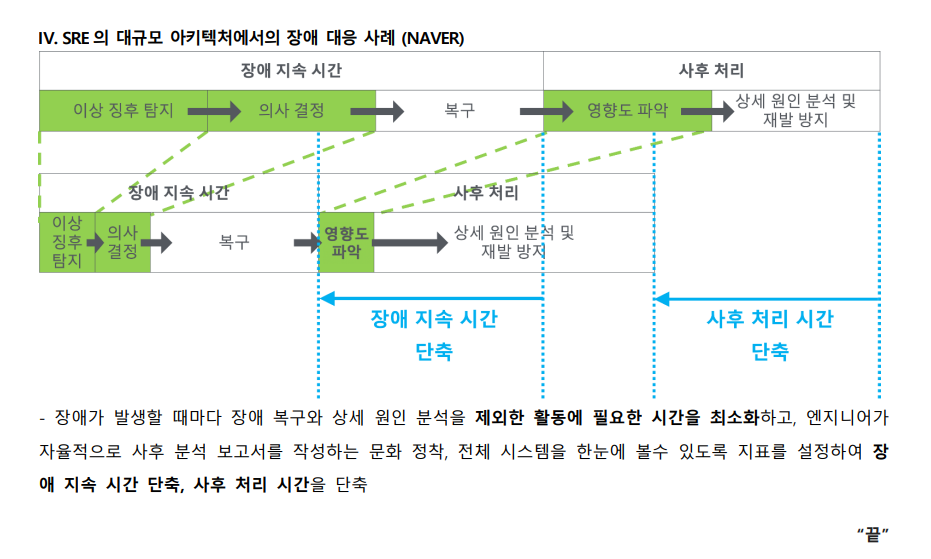 IV. SRE의 대규모 아키텍처에서의 장애 대응 사례 (NAVER)
장애 지속 시간
사후 처리
이상 징후 탐지
의사 결정
복구
영향도 파악
상세 원인 분석 및
재발 방지
장애 지속 시간
사후 처리
이상
징후
탐지
의사
결정
복구
영향도
파악
상세 원인 분석 및
재발 방지
장애 지속 시간
단축
사후 처리 시간
단축
- 장애가 발생할 때마다 장애 복구와 상세 원인 분석을 제외한 활동에 필요한 시간을 최소화하고, 엔지니어가
자율적으로 사후 분석 보고서를 작성하는 문화 정착, 전체 시스템을 한눈에 볼수 있도록 지표를 설정하여 장
애 지속 시간 단축, 사후 처리 시간을 단축
“끝”